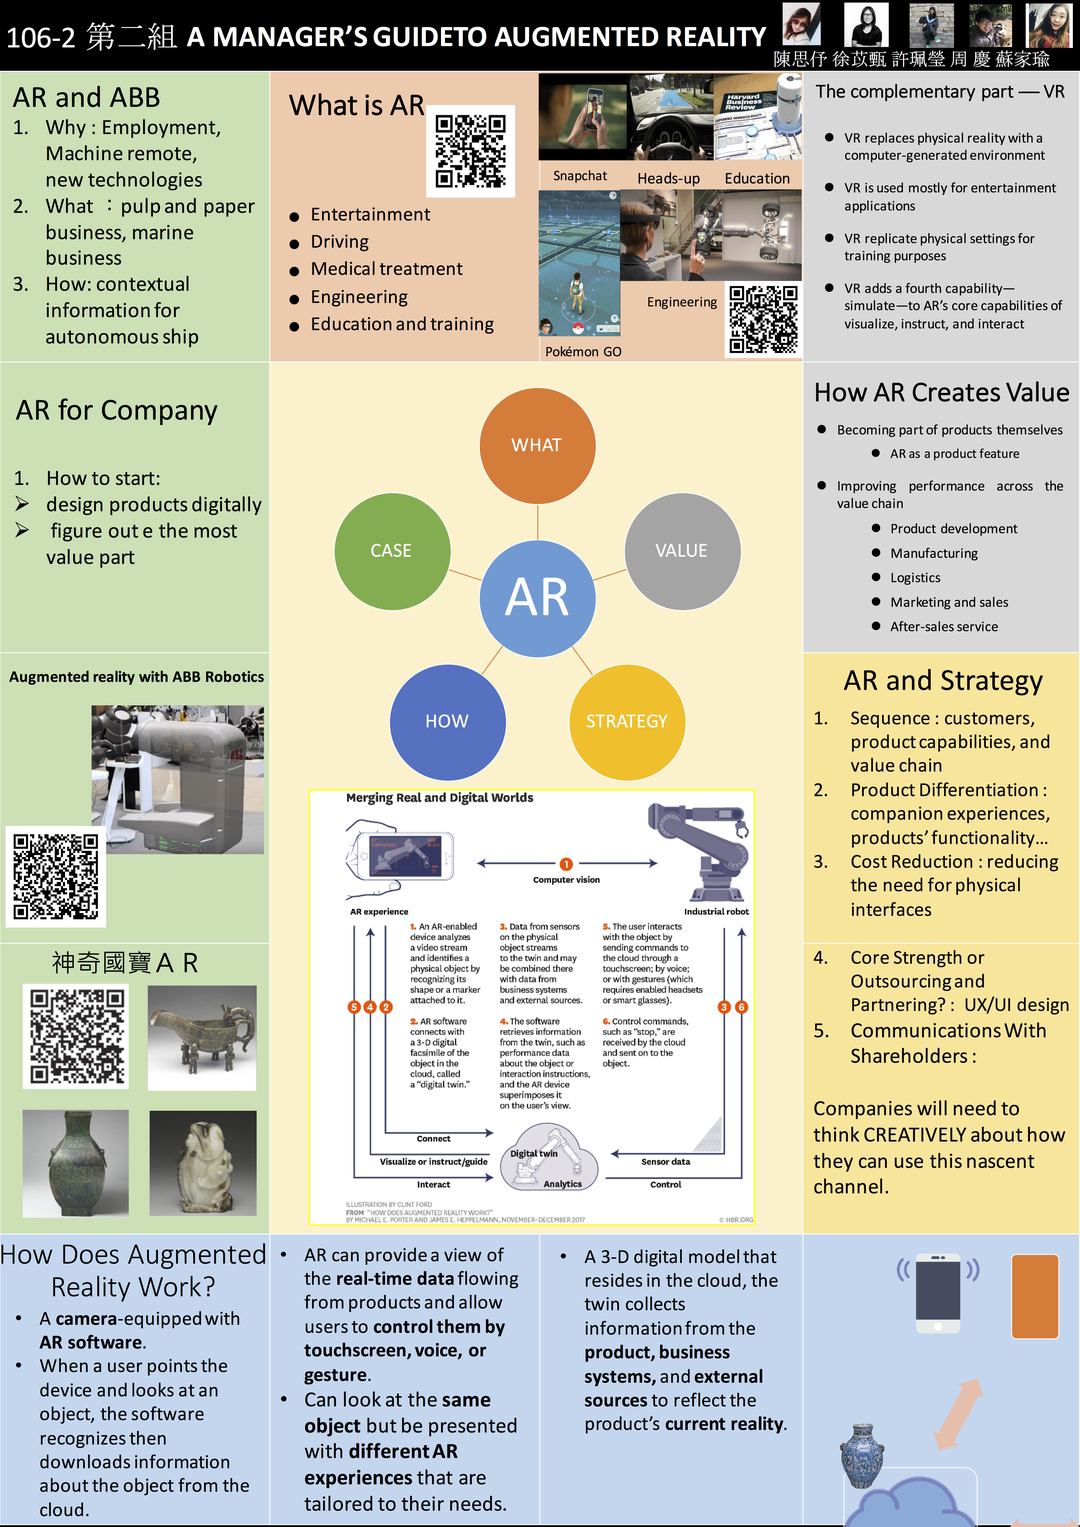 106-2 第二組 A MANAGER'S GUIDETO AUGMENTED REALITY
陳思伃 徐苡甄 許珮瑩 周 慶 蘇家瑜
AR and ABB
1. Why : Employment,
Machine remote,
new technologies
2. What ：pulp and paper
business, marine
business
3. How: contextual
information for
autonomous ship
What is AR
● Entertainment
● Driving
● Medical treatment
● Engineering
● Education and training
Harvard
Business
Review
Snapchat
Heads-up
Education
Engineering
Pokémon GO
The complementary part — VR
● VR replaces physical reality with a
computer-generated environment
● VR is used mostly for entertainment
applications
● VR replicate physical settings for
training purposes
● VR adds a fourth capability—
simulate—to AR's core capabilities of
visualize, instruct, and interact
AR for Company
1. How to start:
➢ design products digitally
➢ figure out e the most
value part
WHAT
CASE
VALUE
AR
HOW
STRATEGY
How AR Creates Value
● Becoming part of products themselves
● AR as a product feature
● Improving performance across the
value chain
● Product development
● Manufacturing
● Logistics
● Marketing and sales
● After-sales service
Augmented reality with ABB Robotics
神奇國寶ＡＲ
Merging Real and Digital Worlds
1
Computer vision
AR experience
Industrial robot
1. An AR-enabled
device analyzes
a video stream
and identifies a
physical object by
recognizing its
shape or a marker
attached to it.
2. AR software
connects with
a 3-D digital
facsimile of the
object in the
cloud, called
a "digital twin."
3. Data from sensors
on the physical
object streams
to the twin and may
be combined there
with data from
business systems
and external sources.
4. The software
retrieves information
from the twin, such as
performance data
about the object or
interaction instructions,
and the AR device
superimposes it
on the user's view.
5. The user interacts
with the object by
sending commands to
the cloud through a
touchscreen; by voice;
or with gestures (which
requires enabled headsets
or smart glasses).
6. Control commands,
such as "stop," are
received by the cloud
and sent on to the
object.
5 4 2
3 6
Connect
Visualize or instruct/guide
Interact
Digital twin
Analytics
Sensor data
Control
ILLUSTRATION BY CLINT FORD
FROM "HOW DOES AUGMENTED REALITY WORK?"
BY MICHAEL E. PORTER AND JAMES E. HEPPELMANN, NOVEMBER–DECEMBER 2017
© HBR.ORG
AR and Strategy
1. Sequence : customers,
product capabilities, and
value chain
2. Product Differentiation :
companion experiences,
products' functionality…
3. Cost Reduction : reducing
the need for physical
interfaces
4. Core Strength or
Outsourcing and
Partnering? : UX/UI design
5. Communications With
Shareholders :
Companies will need to
think CREATIVELY about how
they can use this nascent
channel.
How Does Augmented
Reality Work?
• A camera-equipped with
AR software.
• When a user points the
device and looks at an
object, the software
recognizes then
downloads information
about the object from the
cloud.
• AR can provide a view of
the real-time data flowing
from products and allow
users to control them by
touchscreen, voice, or
gesture.
• Can look at the same
object but be presented
with different AR
experiences that are
tailored to their needs.
• A 3-D digital model that
resides in the cloud, the
twin collects
information from the
product, business
systems, and external
sources to reflect the
product's current reality.